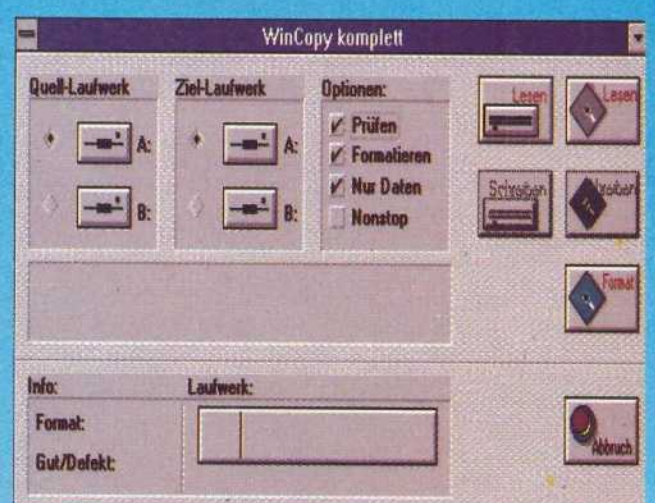 WinCopy komplett
Quell-Laufwerk
A:
B:
Ziel-Laufwerk
A:
B:
Optionen:
Prüfen
Formatieren
Nur Daten
Nonstop
Lesen
Lesen
Schreiben
Format
Info:
Laufwerk:
Format:
Gut/Defekt:
Abbruch